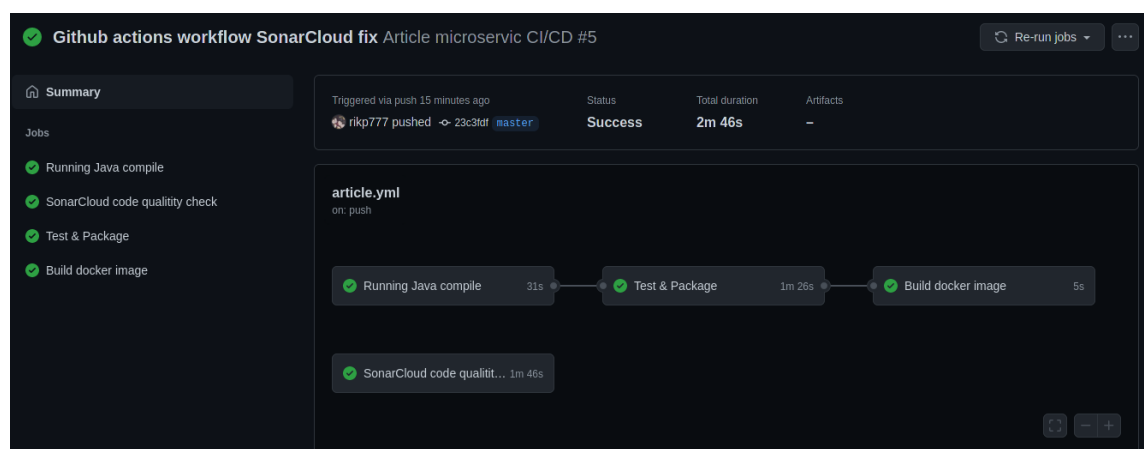 Github actions workflow SonarCloud fix Article microservic CI/CD #5
Re-run jobs
Summary
Jobs
Running Java compile
SonarCloud code qualitity check
Test & Package
Build docker image
Triggered via push 15 minutes ago
rikp777 pushed 23c3fdf master
Status
Success
Total duration
2m 46s
Artifacts
–
article.yml
on: push
Running Java compile 31s
Test & Package 1m 26s
Build docker image 5s
SonarCloud code qualitit... 1m 46s